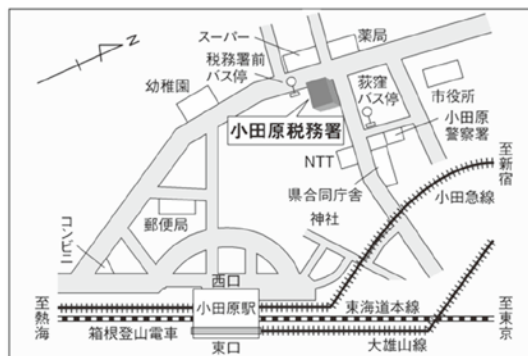 スーパー
薬局
税務署前
バス停
幼稚園
荻窪
バス停
市役所
小田原税務署
小田原
警察署
NTT
至新宿
県合同庁舎
小田急線
神社
コンビニ
郵便局
西口
至熱海
小田原駅
東海道本線
至東京
箱根登山電車
東口
大雄山線
N